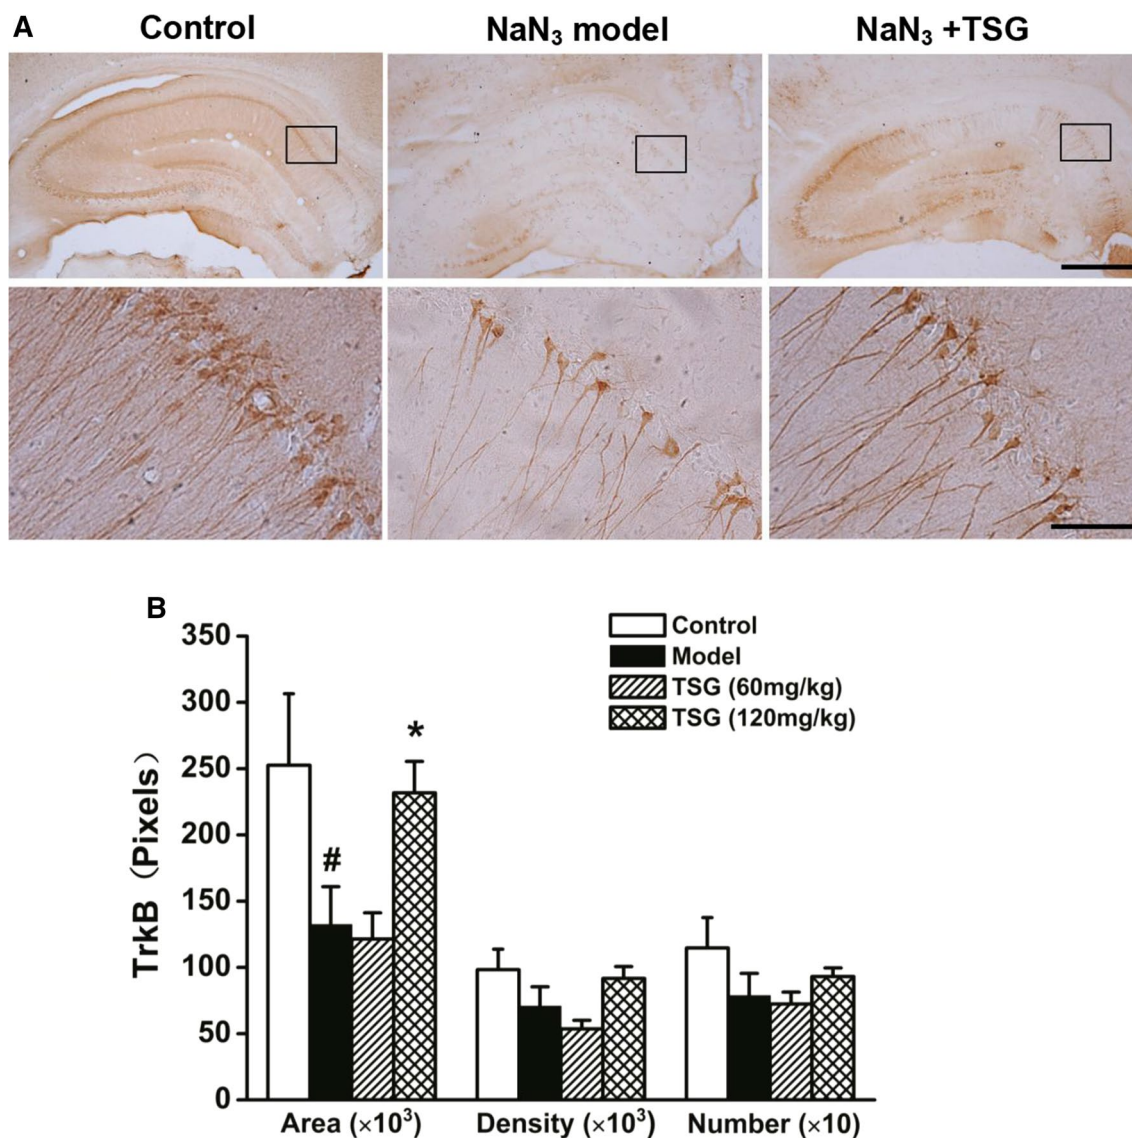 A
Control
NaN₃ model
NaN₃ +TSG
B
Control
Model
TSG (60mg/kg)
TSG (120mg/kg)
TrkB (Pixels)
350
300
250
200
150
100
50
0
*
#
Area (×10³)
Density (×10³)
Number (×10)